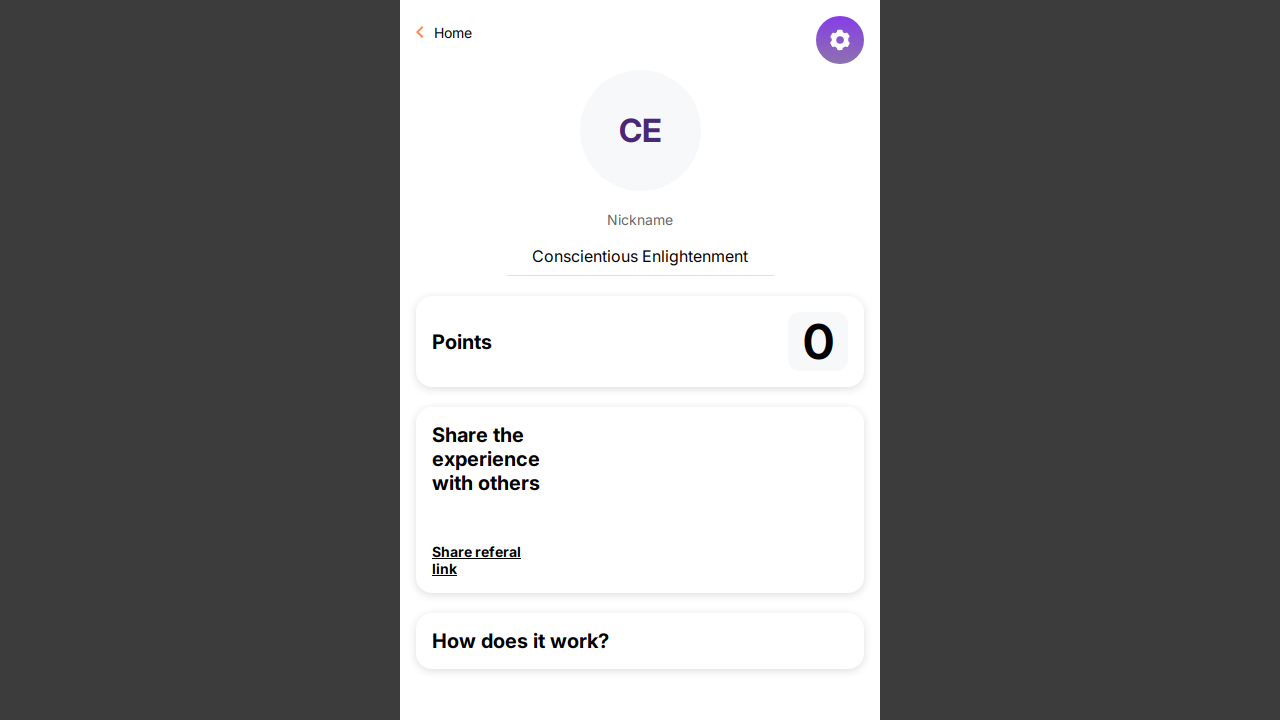 Home
CE
Nickname
Conscientious Enlightenment
Points
0
Share the
experience
with others
Share referal
link
How does it work?